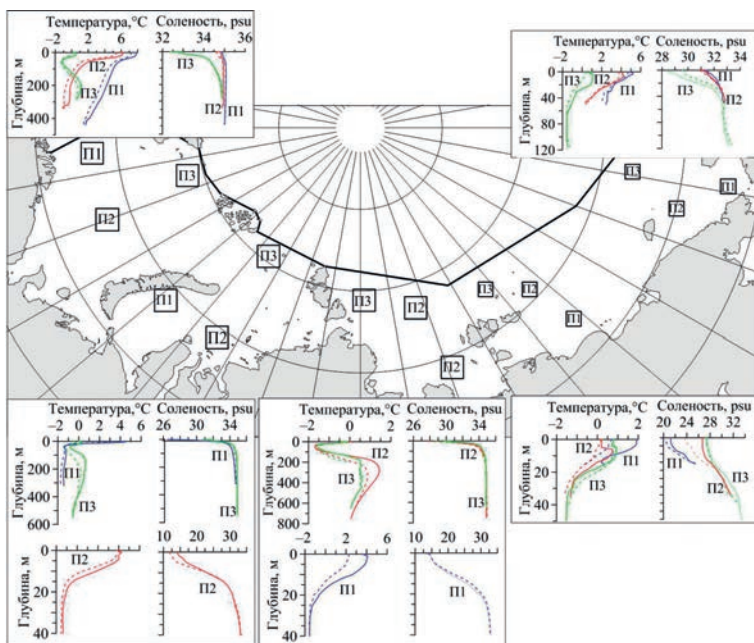 Температура,°C Соленость, psu
–2 2 6 32 34 36
Глубина, м
0
200
400
П2
П3
П1
П3
П2
П1
Температура,°C Соленость, psu
–2 2 6 28 30 32 34
Глубина, м
0
40
80
120
П3
П2
П1
П3
П1
П2
П1
П3
П2
П3
П1
П2
П3
П1
П2
П3
П2
П3
П2
П1
П2
Температура,°C Соленость, psu
–2 0 2 4 6 26 30 34
Глубина, м
0
200
400
600
П1
П3
П1
П3
10 20 30
Глубина, м
0
20
40
П2
П2
Температура,°C Соленость, psu
–2 0 2 26 30 34
Глубина, м
0
200
400
600
800
П2
П3
П2
П3
–2 2 6 10 20 30
Глубина, м
0
20
40
П1
П1
Температура,°C Соленость, psu
–2 0 2 20 24 28 32
Глубина, м
0
20
40
П2
П1
П3
П1
П2
П3